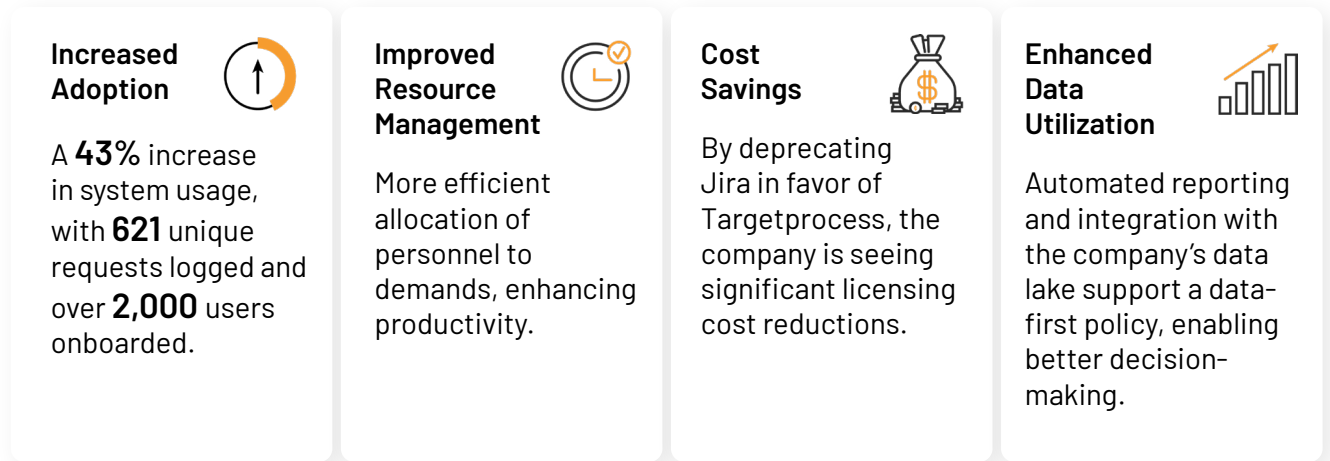 Increased
Adoption
A 43% increase
in system usage,
with 621 unique
requests logged and
over 2,000 users
onboarded.
Improved
Resource
Management
More efficient
allocation of
personnel to
demands, enhancing
productivity.
Cost
Savings
$
By deprecating
Jira in favor of
Targetprocess, the
company is seeing
significant licensing
cost reductions.
Enhanced
Data
Utilization
Automated reporting
and integration with
the company’s data
lake support a data-
first policy, enabling
better decision-
making.